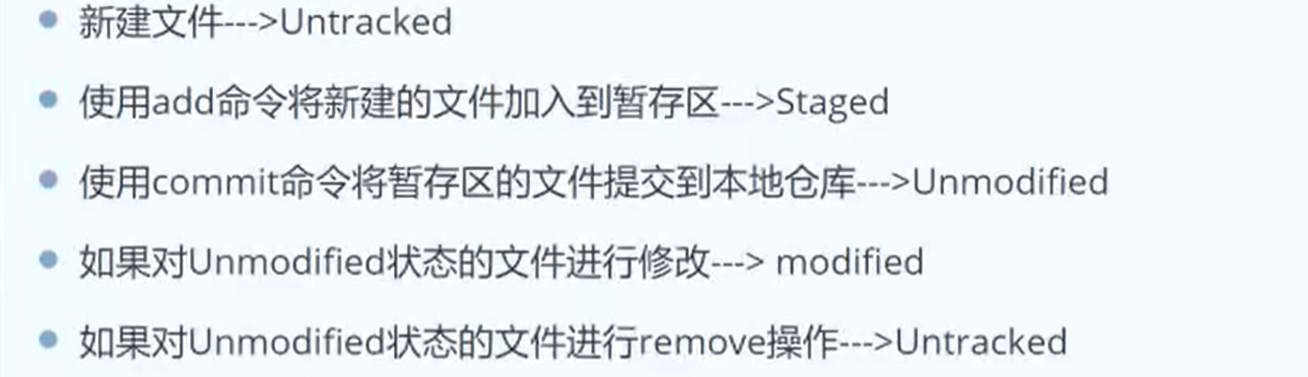 新建文件--->Untracked
使用add命令将新建的文件加入到暂存区--->Staged
使用commit命令将暂存区的文件提交到本地仓库--->Unmodified
如果对Unmodified状态的文件进行修改---> modified
如果对Unmodified状态的文件进行remove操作--->Untracked